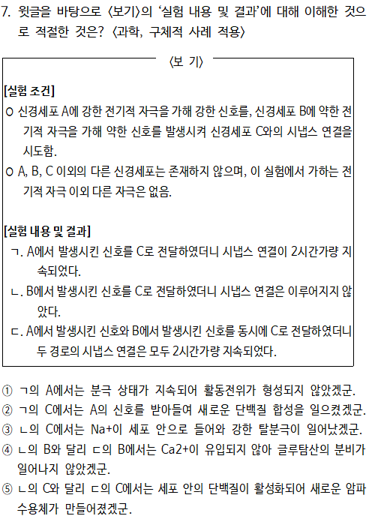 7. 윗글을 바탕으로 <보기>의 '실험 내용 및 결과'에 대해 이해한 것으
로 적절한 것은? <과학, 구체적 사례 적용>
<보 기>
[실험 조건]
ㅇ 신경세포 A에 강한 전기적 자극을 가해 강한 신호를, 신경세포 B에 약한 전
기적 자극을 가해 약한 신호를 발생시켜 신경세포 C와의 시냅스 연결을
시도함.
ㅇ A, B, C 이외의 다른 신경세포는 존재하지 않으며, 이 실험에서 가하는 전
기적 자극 이외 다른 자극은 없음.
[실험 내용 및 결과]
ㄱ. A에서 발생시킨 신호를 C로 전달하였더니 시냅스 연결이 2시간가량 지
속되었다.
ㄴ. B에서 발생시킨 신호를 C로 전달하였더니 시냅스 연결은 이루어지지 않
았다.
ㄷ. A에서 발생시킨 신호와 B에서 발생시킨 신호를 동시에 C로 전달하였더니
두 경로의 시냅스 연결은 모두 2시간가량 지속되었다.
① ㄱ의 A에서는 분극 상태가 지속되어 활동전위가 형성되지 않았겠군.
② ㄱ의 C에서는 A의 신호를 받아들여 새로운 단백질 합성을 일으켰겠군.
③ ㄴ의 C에서는 Na+이 세포 안으로 들어와 강한 탈분극이 일어났겠군.
④ ㄴ의 B와 달리 ㄷ의 B에서는 Ca2+이 유입되지 않아 글루탐산의 분비가
일어나지 않았겠군.
⑤ ㄴ의 C와 달리 ㄷ의 C에서는 세포 안의 단백질이 활성화되어 새로운 암파
수용체가 만들어졌겠군.